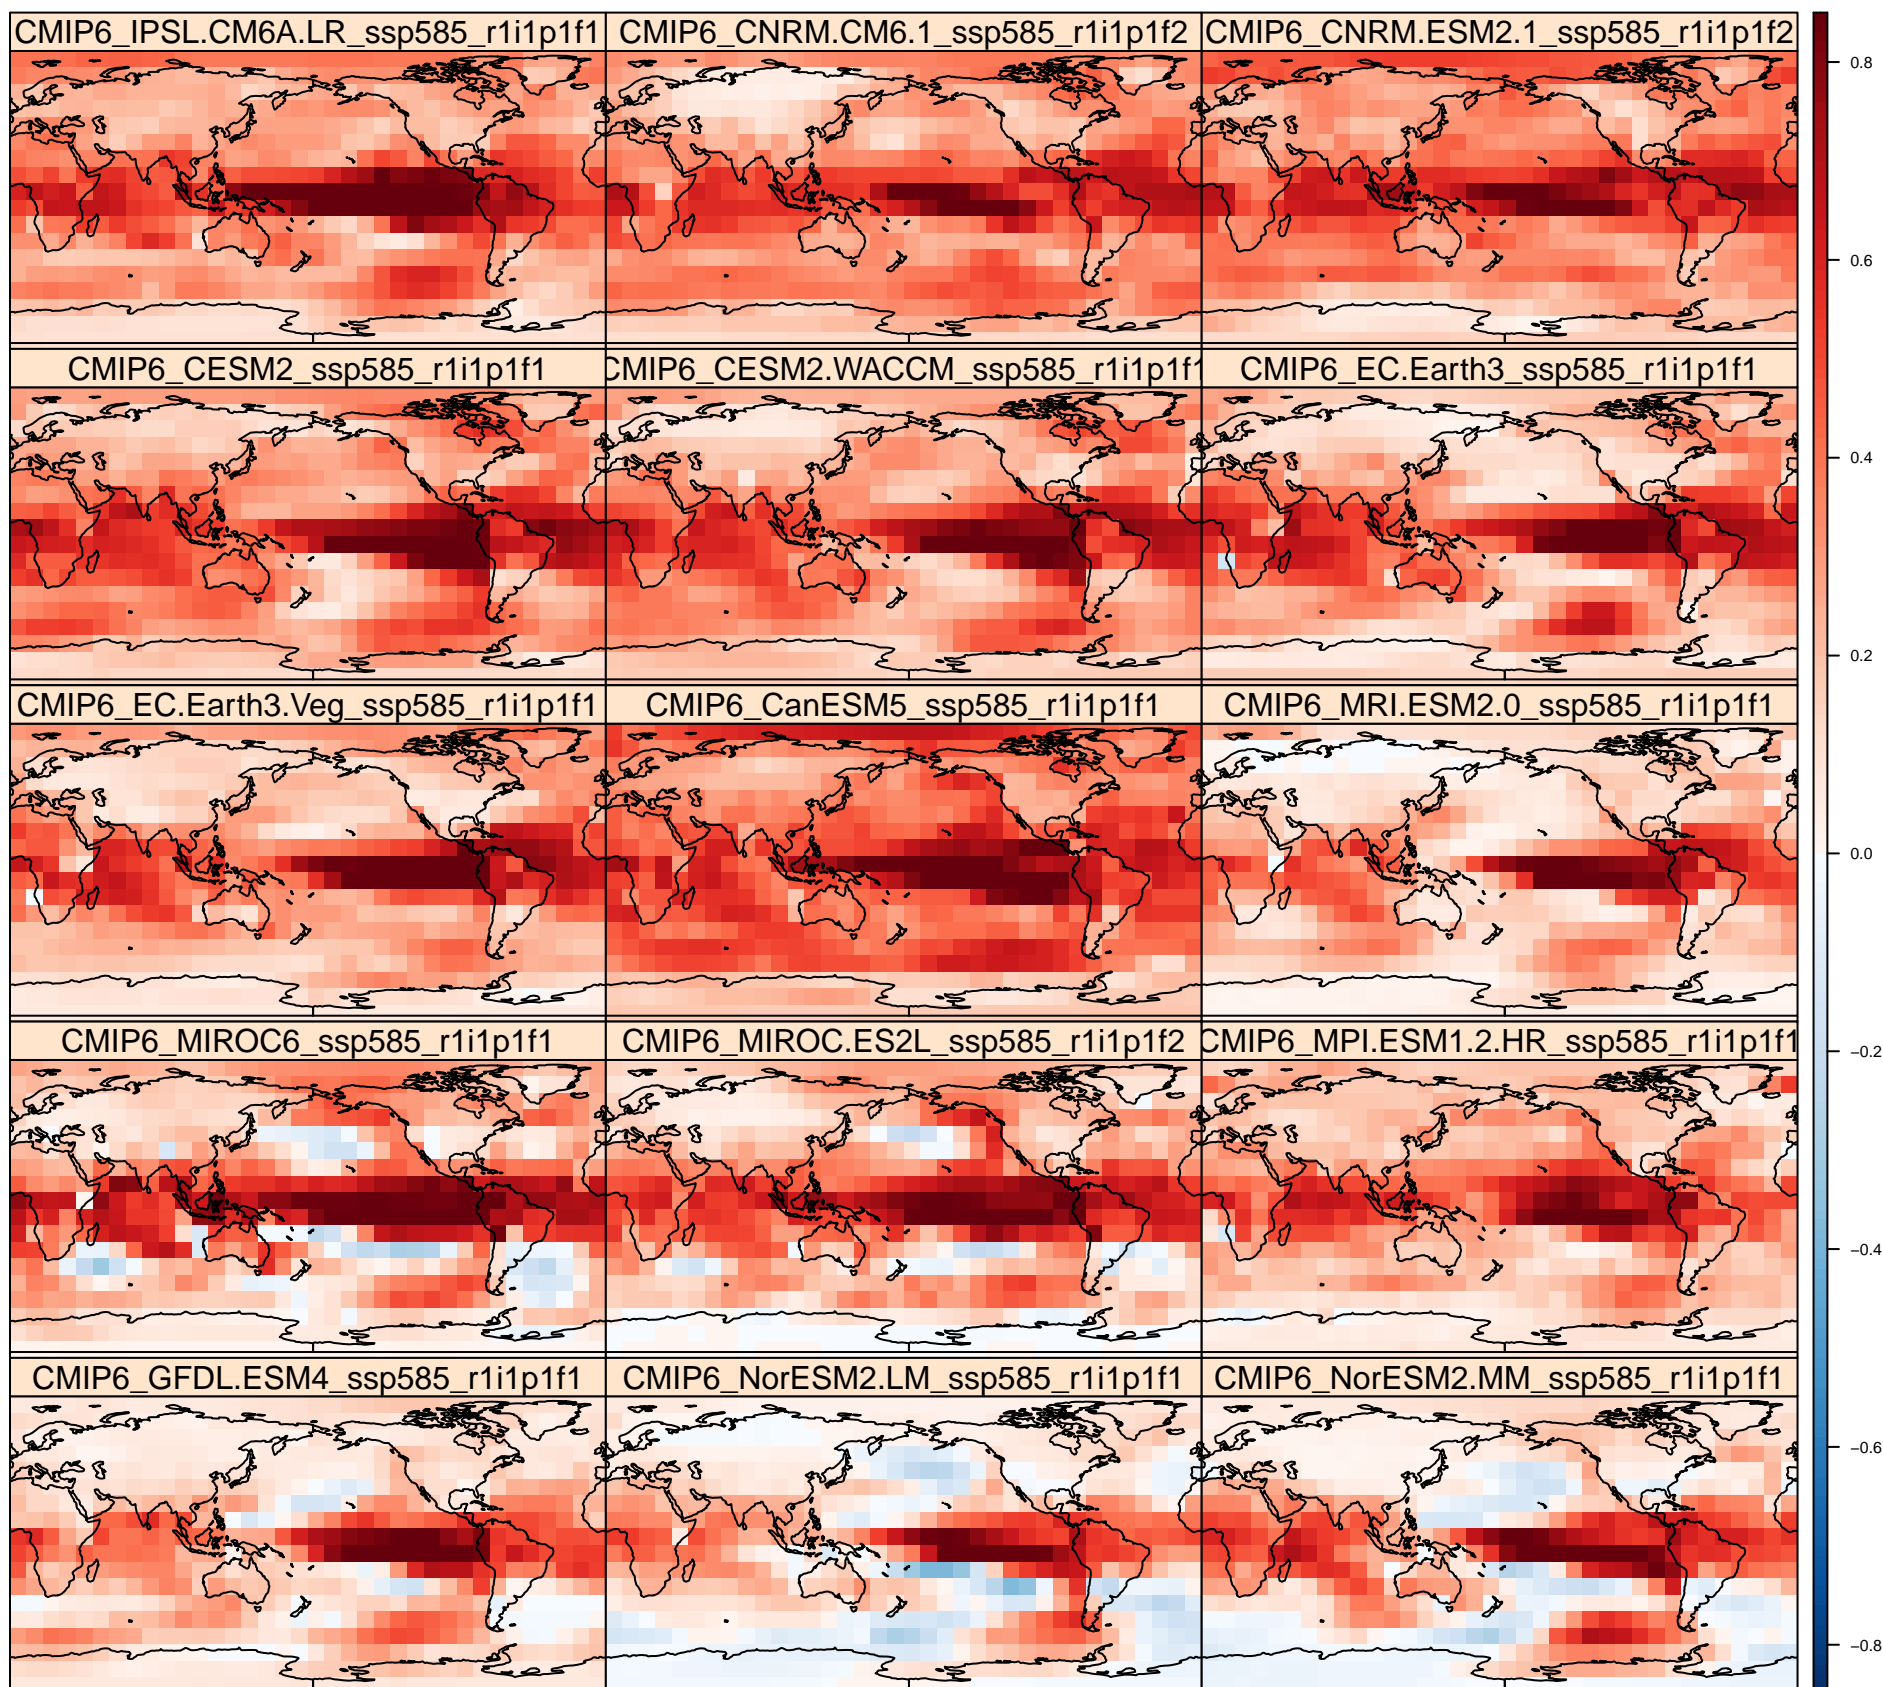 CMIP6_IPSL.CM6A.LR_ssp585_r1i1p1f1
CMIP6_CNRM.CM6.1_ssp585_r1i1p1f2
CMIP6_CNRM.ESM2.1_ssp585_r1i1p1f2
CMIP6_CESM2_ssp585_r1i1p1f1
CMIP6_CESM2.WACCM_ssp585_r1i1p1f1
CMIP6_EC.Earth3_ssp585_r1i1p1f1
CMIP6_EC.Earth3.Veg_ssp585_r1i1p1f1
CMIP6_CanESM5_ssp585_r1i1p1f1
CMIP6_MRI.ESM2.0_ssp585_r1i1p1f1
CMIP6_MIROC6_ssp585_r1i1p1f1
CMIP6_MIROC.ES2L_ssp585_r1i1p1f2
CMIP6_MPI.ESM1.2.HR_ssp585_r1i1p1f1
CMIP6_GFDL.ESM4_ssp585_r1i1p1f1
CMIP6_NorESM2.LM_ssp585_r1i1p1f1
CMIP6_NorESM2.MM_ssp585_r1i1p1f1
0.8
0.6
0.4
0.2
0.0
−0.2
−0.4
−0.6
−0.8